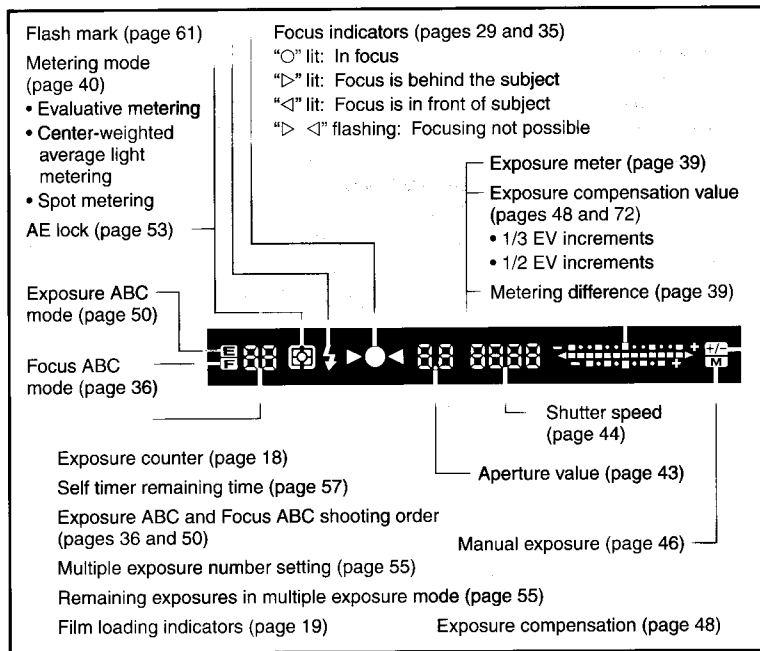 Flash mark (page 61)
Metering mode
(page 40)
• Evaluative metering
• Center-weighted
average light
metering
• Spot metering
AE lock (page 53)
Exposure ABC
mode (page 50)
Focus ABC
mode (page 36)
Focus indicators (pages 29 and 35)
“○” lit: In focus
“▷” lit: Focus is behind the subject
“◁” lit: Focus is in front of subject
“▷ ◁” flashing: Focusing not possible
Exposure meter (page 39)
Exposure compensation value
(pages 48 and 72)
• 1/3 EV increments
• 1/2 EV increments
Metering difference (page 39)
E
F
88
88 8888
- +
- +
+/-
M
Shutter speed
(page 44)
Aperture value (page 43)
Manual exposure (page 46)
Exposure counter (page 18)
Self timer remaining time (page 57)
Exposure ABC and Focus ABC shooting order
(pages 36 and 50)
Multiple exposure number setting (page 55)
Remaining exposures in multiple exposure mode (page 55)
Film loading indicators (page 19)
Exposure compensation (page 48)